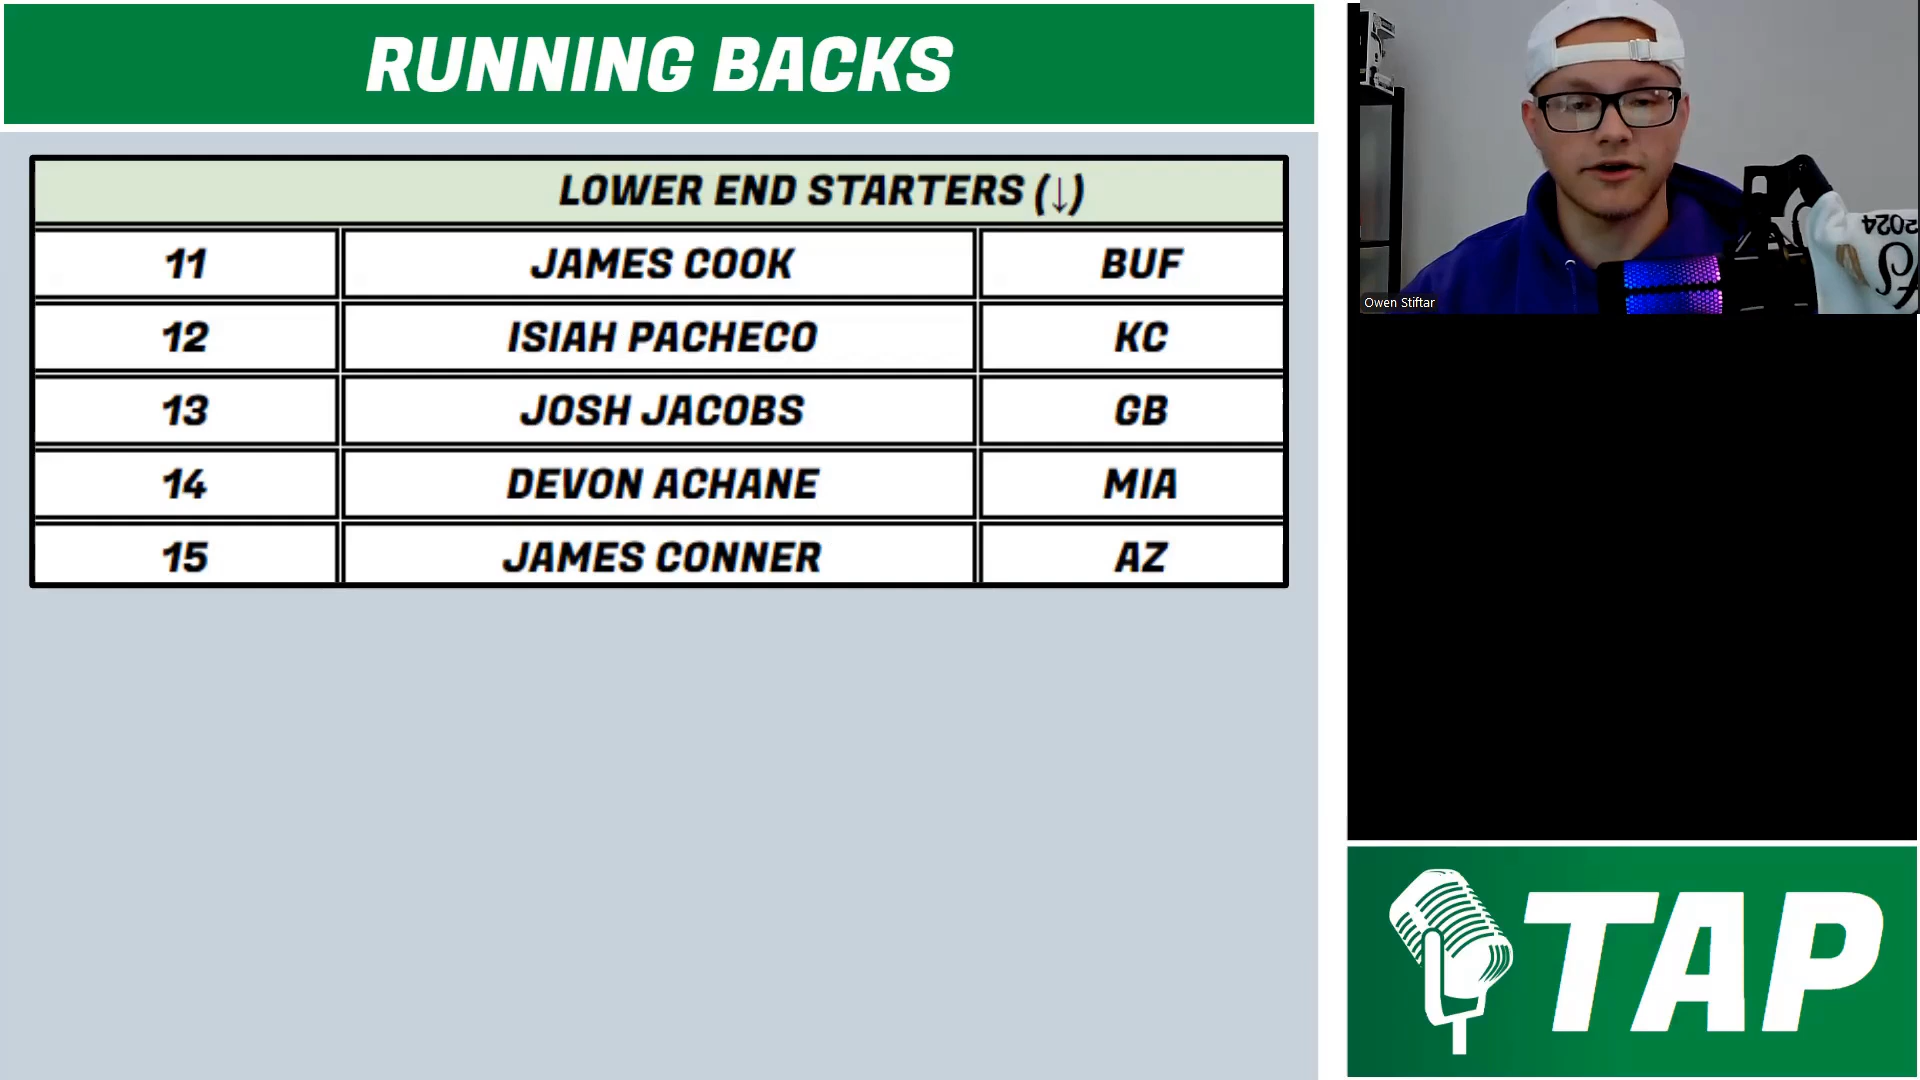 RUNNING BACKS
LOWER END STARTERS (↓)
11 JAMES COOK BUF
12 ISIAH PACHECO KC
13 JOSH JACOBS GB
14 DEVON ACHANE MIA
15 JAMES CONNER AZ
Owen Stiftar
2024
TAP